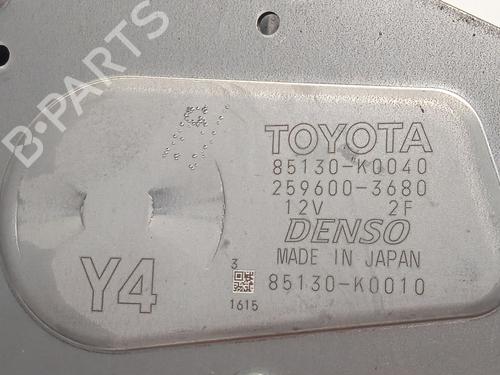 B-PARTS
TOYOTA
85130-K0040
259600-3680
12V 2F
DENSO
MADE IN JAPAN
3
85130-K0010
1615
Y4